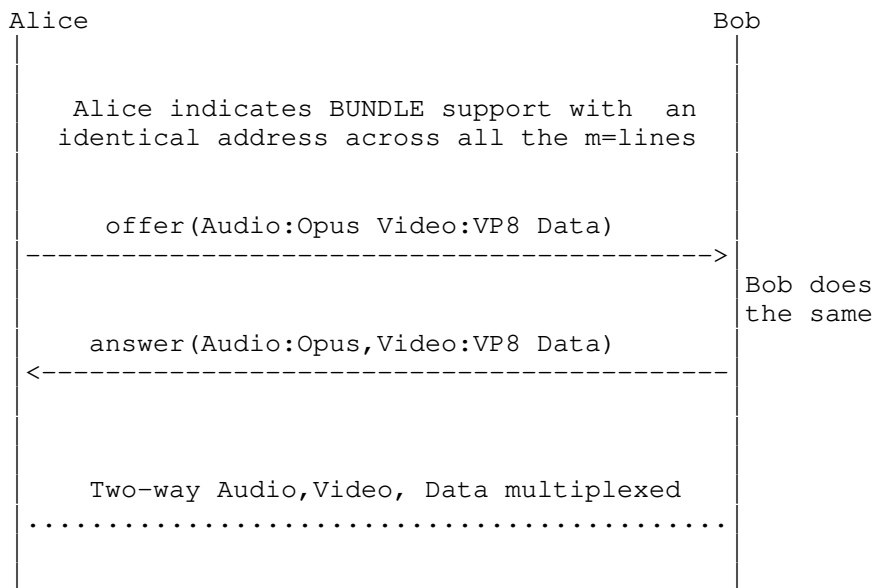 Alice Bob
Alice indicates BUNDLE support with an
identical address across all the m=lines
offer(Audio:Opus Video:VP8 Data)
Bob does
the same
answer(Audio:Opus,Video:VP8 Data)
Two-way Audio,Video, Data multiplexed